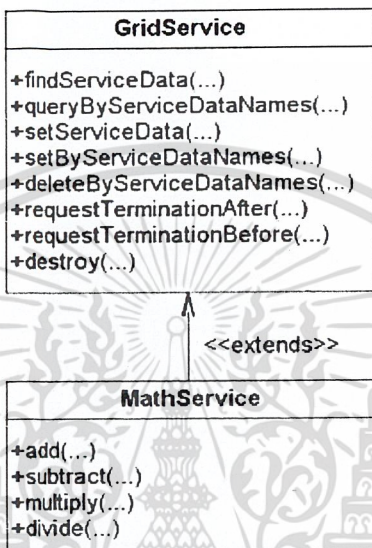 GridService
+findServiceData(...)
+queryByServiceDataNames(...)
+setServiceData(...)
+setByServiceDataNames(...)
+deleteByServiceDataNames(...)
+requestTerminationAfter(...)
+requestTerminationBefore(...)
+destroy(...)
<<extends>>
MathService
+add(...)
+subtract(...)
+multiply(...)
+divide(...)